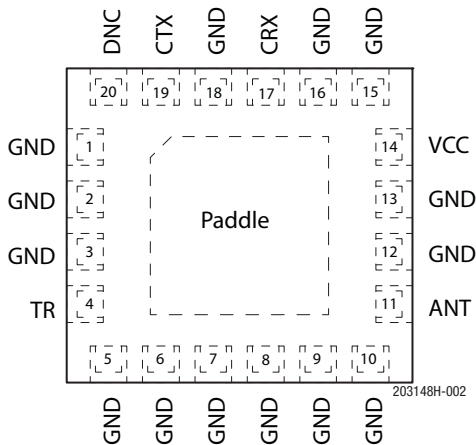 DNC CTX GND CRX GND GND
20 19 18 17 16 15
GND 1 14 VCC
GND 2 13 GND
Paddle
GND 3 12 GND
TR 4 11 ANT
5 6 7 8 9 10
203148H-002
GND GND GND GND GND GND